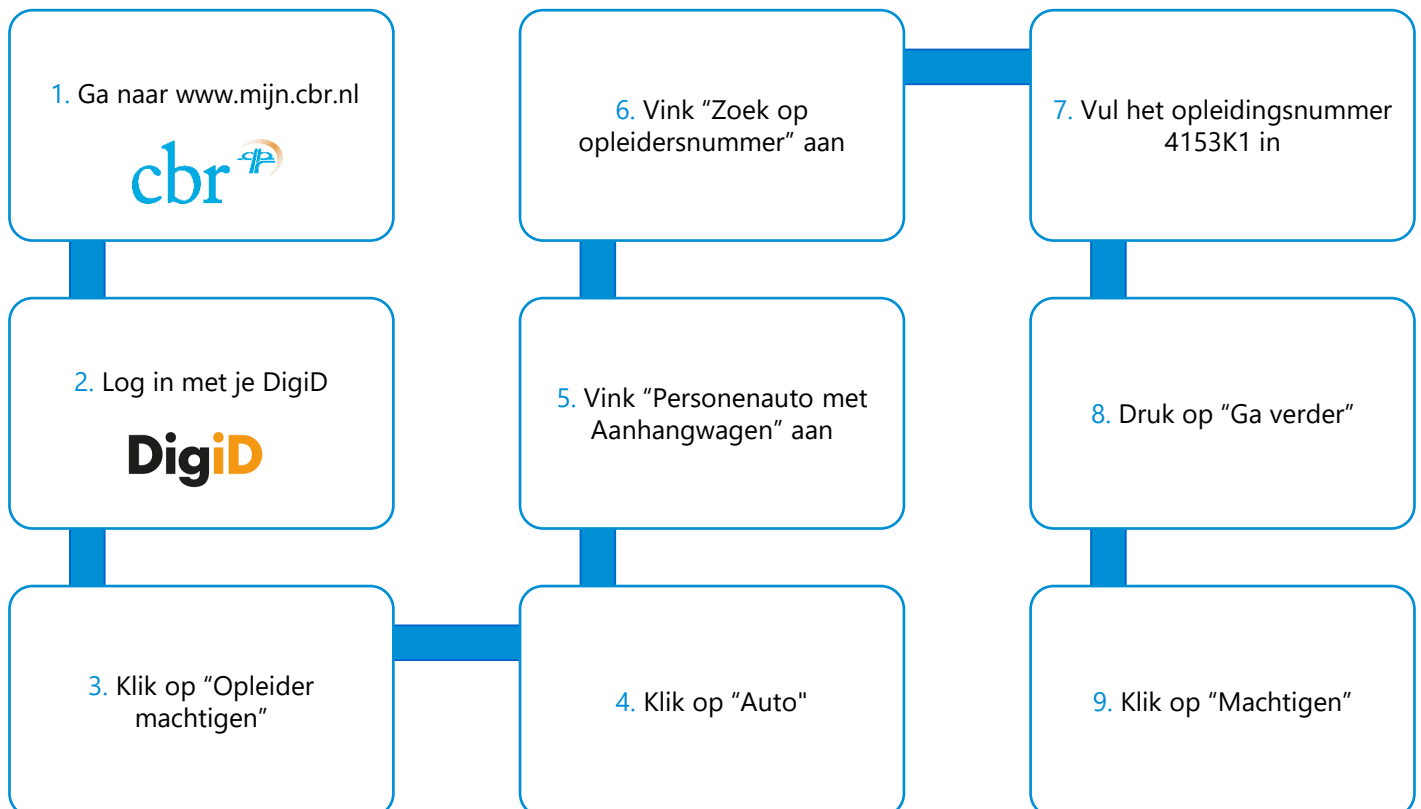 1. Ga naar www.mijn.cbr.nl
cbr
2. Log in met je DigiD
DigiD
3. Klik op “Opleider
machtigen”
4. Klik op “Auto"
5. Vink “Personenauto met
Aanhangwagen” aan
6. Vink “Zoek op
opleidersnummer” aan
7. Vul het opleidingsnummer
4153K1 in
8. Druk op “Ga verder”
9. Klik op “Machtigen”